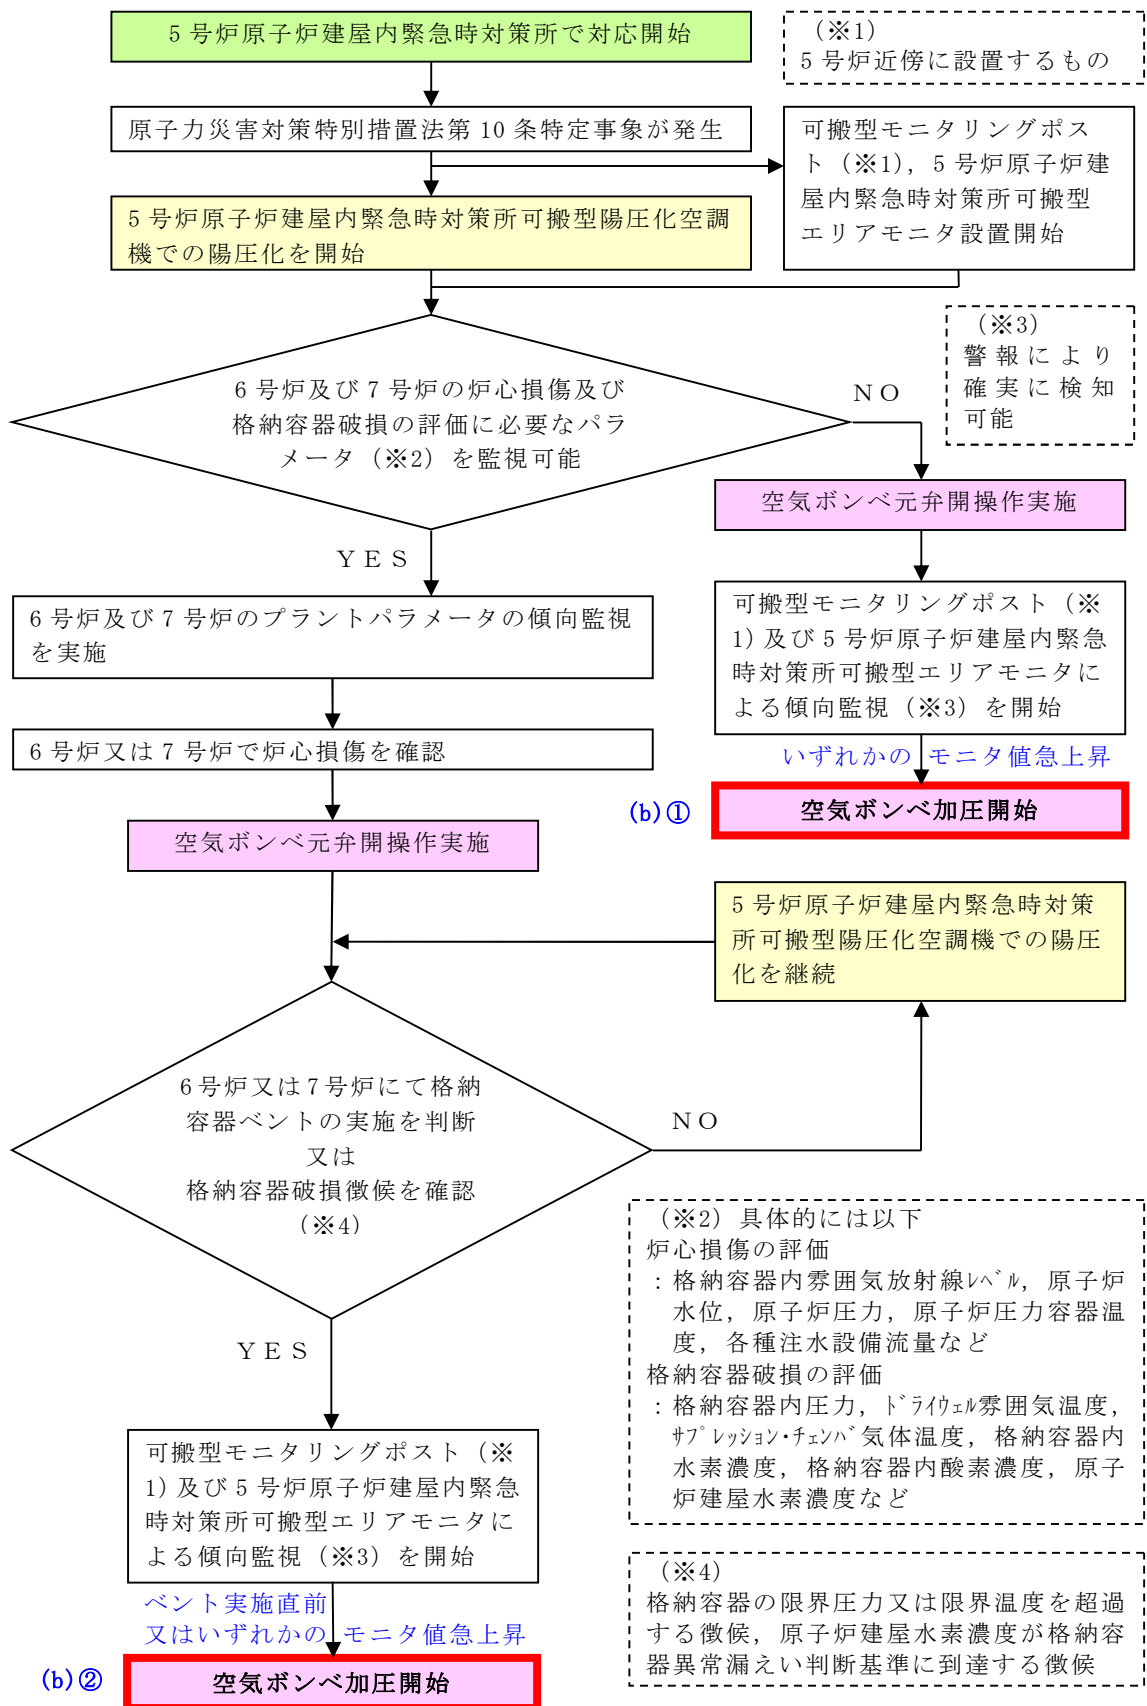 5号炉原子炉建屋内緊急時対策所で対応開始
(※1)
5号炉近傍に設置するもの
原子力災害対策特別措置法第10条特定事象が発生
可搬型モニタリングポス
ト(※1),5号炉原子炉建
屋内緊急時対策所可搬型
エリアモニタ設置開始
5号炉原子炉建屋内緊急時対策所可搬型陽圧化空調
機での陽圧化を開始
(※3)
警報により
確実に検知
可能
6号炉及び7号炉の炉心損傷及び
格納容器破損の評価に必要なパラ
メータ(※2)を監視可能
NO
YES
空気ボンベ元弁開操作実施
6号炉及び7号炉のプラントパラメータの傾向監視
を実施
可搬型モニタリングポスト(※
1)及び5号炉原子炉建屋内緊急
時対策所可搬型エリアモニタに
よる傾向監視(※3)を開始
6号炉又は7号炉で炉心損傷を確認
いずれかの モニタ値急上昇
(b)①
空気ボンベ加圧開始
空気ボンベ元弁開操作実施
5号炉原子炉建屋内緊急時対策
所可搬型陽圧化空調機での陽圧
化を継続
6号炉又は7号炉にて格納
容器ベントの実施を判断
又は
格納容器破損徴候を確認
(※4)
NO
YES
(※2)具体的には以下
炉心損傷の評価
:格納容器内雰囲気放射線レベル,原子炉
水位,原子炉圧力,原子炉圧力容器温
度,各種注水設備流量など
格納容器破損の評価
:格納容器内圧力,ドライウェル雰囲気温度,
サプレッション・チェンバ気体温度,格納容器内
水素濃度,格納容器内酸素濃度,原子
炉建屋水素濃度など
可搬型モニタリングポスト(※
1)及び5号炉原子炉建屋内緊急
時対策所可搬型エリアモニタに
よる傾向監視(※3)を開始
(※4)
格納容器の限界圧力又は限界温度を超過
する徴候,原子炉建屋水素濃度が格納容
器異常漏えい判断基準に到達する徴候
ベント実施直前
又はいずれかの モニタ値急上昇
(b)②
空気ボンベ加圧開始